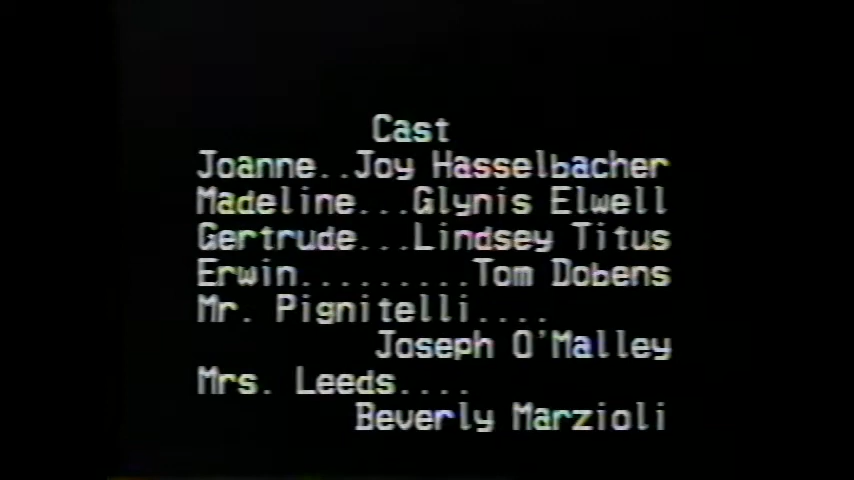 Cast
Joanne..Joy Hasselbacher
Madeline...Glynis Elwell
Gertrude...Lindsey Titus
Erwin.........Tom Dobens
Mr. Pignitelli....
Joseph O'Malley
Mrs. Leeds....
Beverly Marzioli